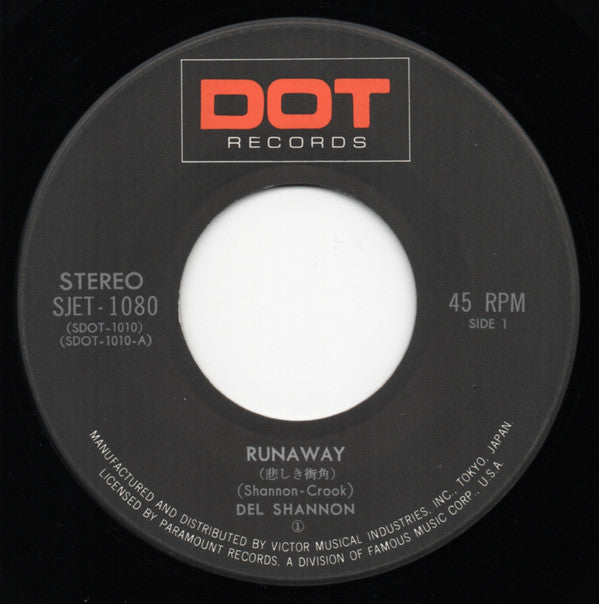 DOT
RECORDS
STEREO
SJET-1080
(SDOT-1010)
(SDOT-1010-A)
45 RPM
SIDE 1
RUNAWAY
(悲しき街角)
(Shannon-Crook)
DEL SHANNON
①
MANUFACTURED AND DISTRIBUTED BY VICTOR MUSICAL INDUSTRIES, INC., TOKYO, JAPAN.
LICENSED BY PARAMOUNT RECORDS, A DIVISION OF FAMOUS MUSIC CORP., U.S.A